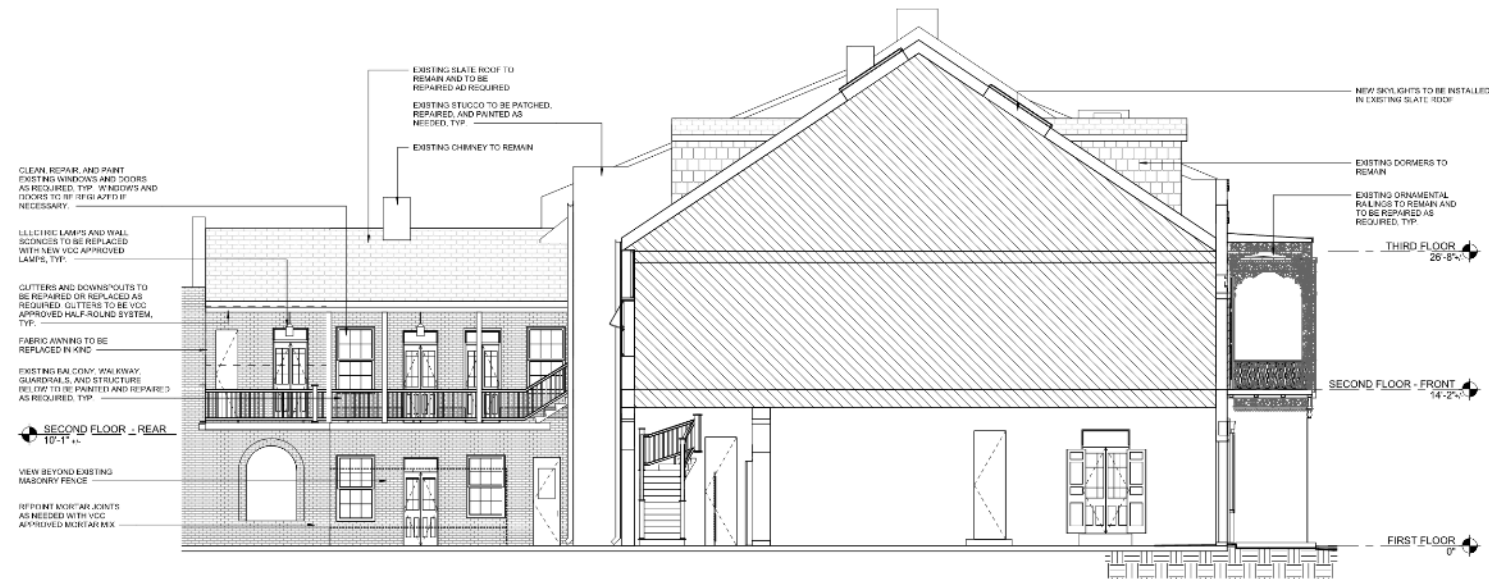 EXISTING SLATE ROOF TO
REMAIN AND TO BE
REPAIRED AD REQUIRED
EXISTING STUCCO TO BE PATCHED,
REPAIRED, AND PAINTED AS
NEEDED, TYP.
EXISTING CHIMNEY TO REMAIN
CLEAN, REPAIR, AND PAINT
EXISTING WINDOWS AND DOORS
AS REQUIRED, TYP. WINDOWS AND
DOORS TO BE REGLAZED IF
NECESSARY.
ELECTRIC LAMPS AND WALL
SCONCES TO BE REPLACED
WITH NEW VCC APPROVED
LAMPS, TYP.
GUTTERS AND DOWNSPOUTS TO
BE REPAIRED OR REPLACED AS
REQUIRED. GUTTERS TO BE VCC
APPROVED HALF-ROUND SYSTEM,
TYP.
FABRIC AWNING TO BE
REPLACED IN KIND
EXISTING BALCONY, WALKWAY,
GUARDRAILS, AND STRUCTURE
BELOW TO BE PAINTED AND REPAIRED
AS REQUIRED, TYP.
SECOND FLOOR - REAR
10'-1" +/-
VIEW BEYOND EXISTING
MASONRY FENCE
REPOINT MORTAR JOINTS
AS NEEDED WITH VCC
APPROVED MORTAR MIX
NEW SKYLIGHTS TO BE INSTALLED
IN EXISTING SLATE ROOF
EXISTING DORMERS TO
REMAIN
EXISTING ORNAMENTAL
RAILINGS TO REMAIN AND
TO BE REPAIRED AS
REQUIRED, TYP.
THIRD FLOOR
26'-8"+/-
SECOND FLOOR - FRONT
14'-2"+/-
FIRST FLOOR
0"